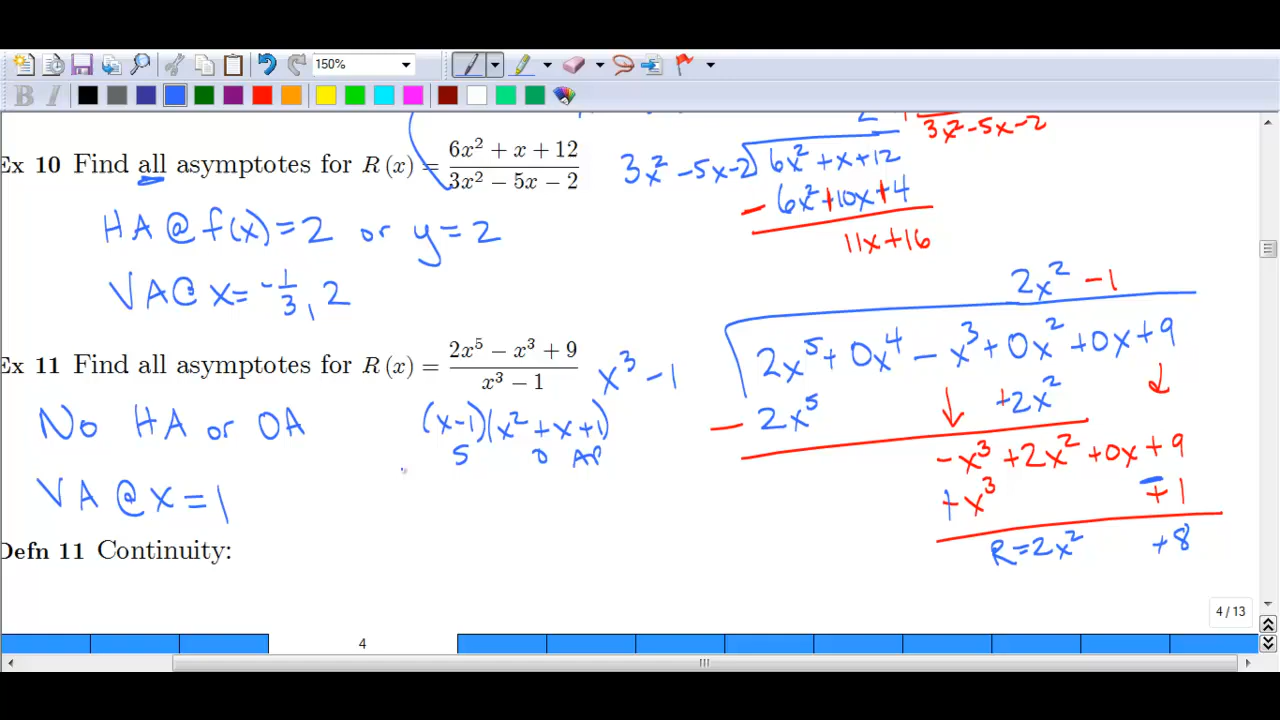 150%
B I
2
3x² - 5x - 2
Ex 10 Find all asymptotes for R(x) = (6x² + x + 12)/(3x² - 5x - 2)
3x² - 5x - 2 6x² + x + 12
- 6x² + 10x + 4
11x + 16
HA @ f(x) = 2 or y = 2
VA @ x = -1/3, 2
2x² - 1
x³ - 1 2x⁵ + 0x⁴ - x³ + 0x² + 0x + 9
- 2x⁵ + 2x²
- x³ + 2x² + 0x + 9
+ x³ ∓ 1
R = 2x² + 8
Ex 11 Find all asymptotes for R(x) = (2x⁵ - x³ + 9)/(x³ - 1)
No HA or OA
(x - 1)(x² + x + 1)
S O AP
VA @ x = 1
Defn 11 Continuity:
4 / 13
4